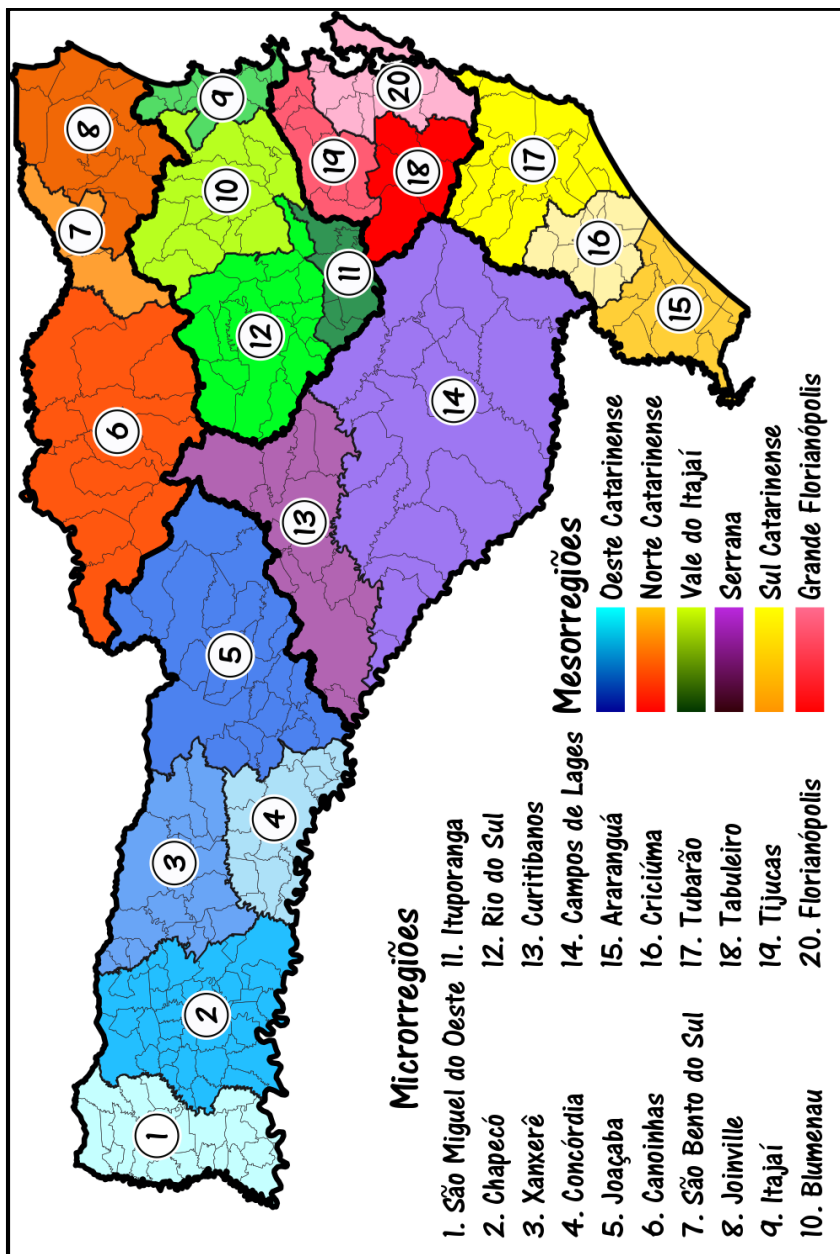 1
2
3
4
5
6
7
8
9
10
11
12
13
14
15
16
17
18
19
20
Microrregiões
1. São Miguel do Oeste
2. Chapecó
3. Xanxerê
4. Concórdia
5. Joaçaba
6. Canoinhas
7. São Bento do Sul
8. Joinville
9. Itajaí
10. Blumenau
11. Ituporanga
12. Rio do Sul
13. Curitibanos
14. Campos de Lages
15. Araranguá
16. Criciúma
17. Tubarão
18. Tabuleiro
19. Tijucas
20. Florianópolis
Mesorregiões
Oeste Catarinense
Norte Catarinense
Vale do Itajaí
Serrana
Sul Catarinense
Grande Florianópolis